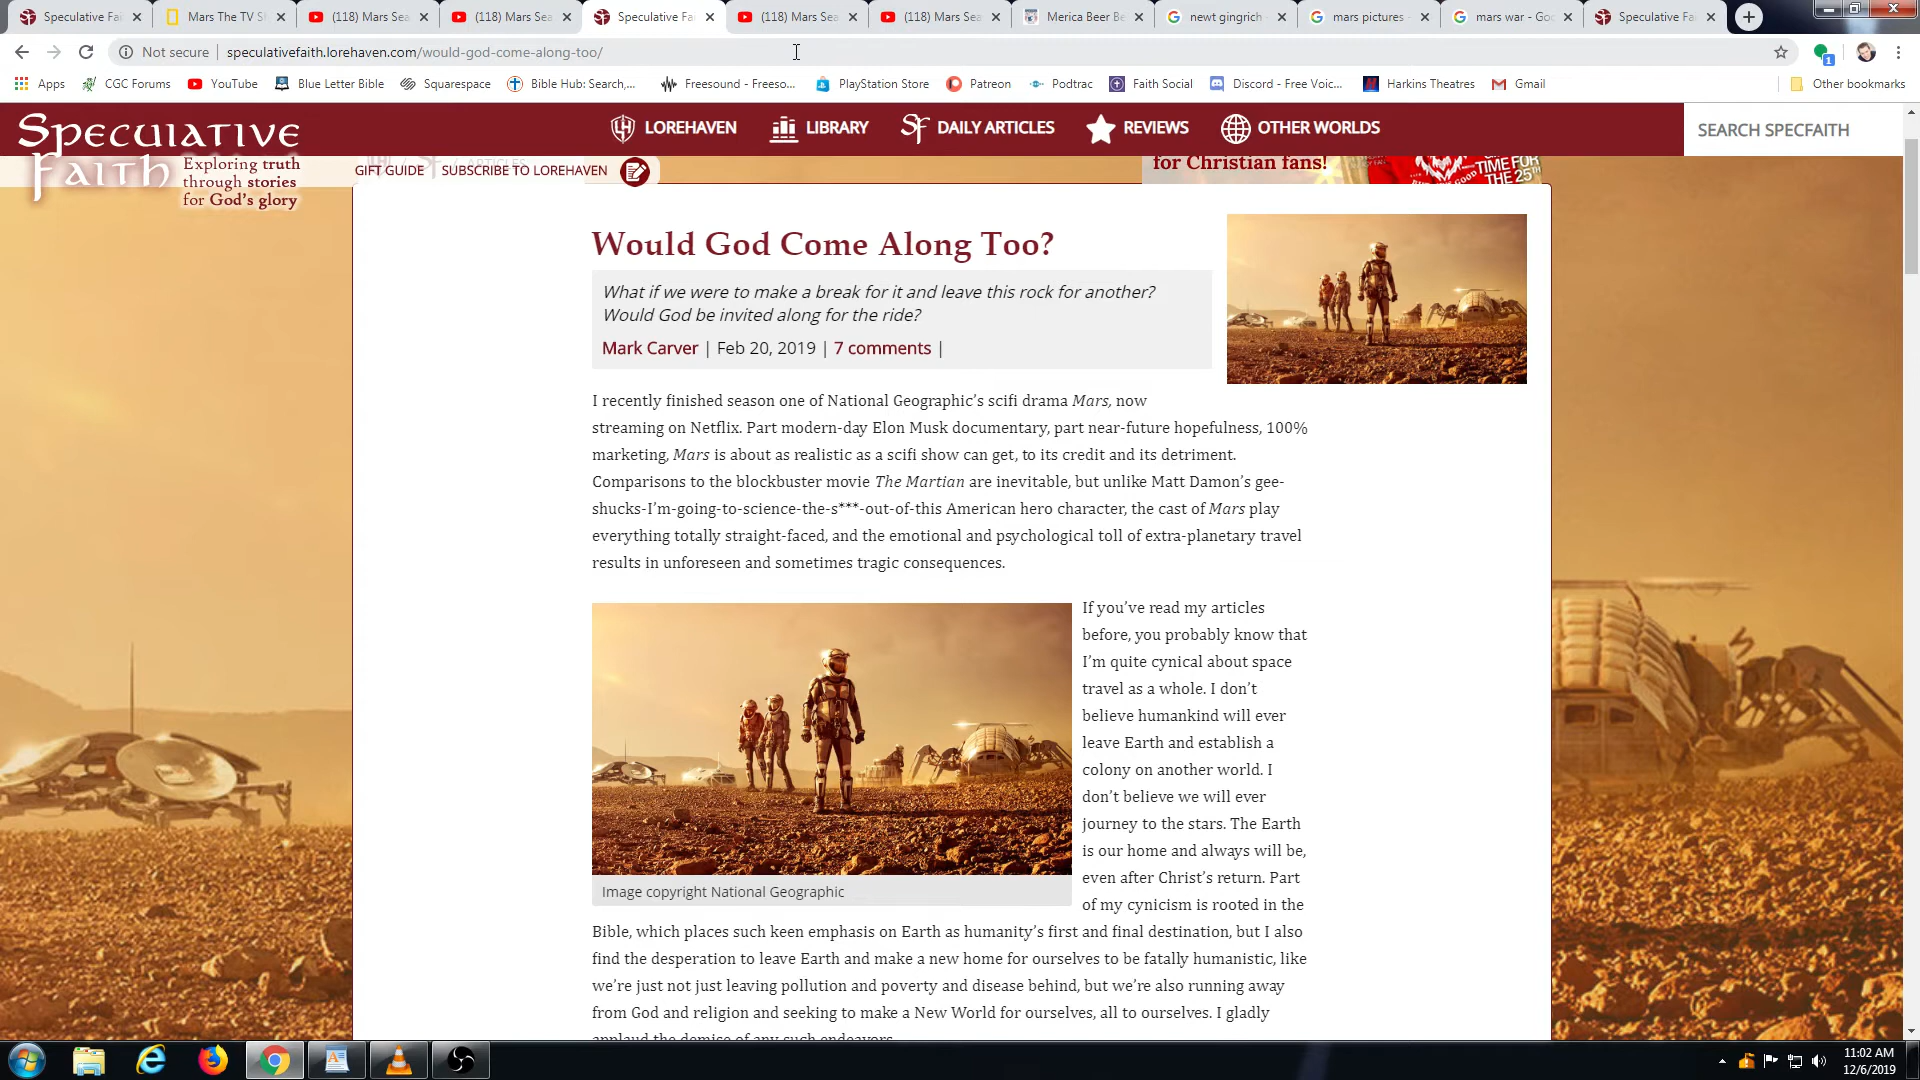 Speculative Fai
Mars The TV S
(118) Mars Sea
(118) Mars Sea
Speculative Fai
(118) Mars Sea
(118) Mars Sea
Merica Beer Be
newt gingrich -
mars pictures -
mars war - Goo
Speculative Fa
Not secure
speculativefaith.lorehaven.com/would-god-come-along-too/
Apps
CGC Forums
YouTube
Blue Letter Bible
Squarespace
Bible Hub: Search,...
Freesound - Freeso...
PlayStation Store
Patreon
Podtrac
Faith Social
Discord - Free Voic...
Harkins Theatres
Gmail
Other bookmarks
SPECULATIVE
FAITH
Exploring truth
through stories
for God's glory
LOREHAVEN
LIBRARY
DAILY ARTICLES
REVIEWS
OTHER WORLDS
SEARCH SPECFAITH
ARTICLES
GIFT GUIDE
SUBSCRIBE TO LOREHAVEN
for Christian fans!
TIME FOR
THE 25TH
Would God Come Along Too?
What if we were to make a break for it and leave this rock for another?
Would God be invited along for the ride?
Mark Carver | Feb 20, 2019 | 7 comments |
I recently finished season one of National Geographic’s scifi drama Mars, now
streaming on Netflix. Part modern-day Elon Musk documentary, part near-future hopefulness, 100%
marketing, Mars is about as realistic as a scifi show can get, to its credit and its detriment.
Comparisons to the blockbuster movie The Martian are inevitable, but unlike Matt Damon’s gee-
shucks-I’m-going-to-science-the-s***-out-of-this American hero character, the cast of Mars play
everything totally straight-faced, and the emotional and psychological toll of extra-planetary travel
results in unforeseen and sometimes tragic consequences.
If you’ve read my articles
before, you probably know that
I’m quite cynical about space
travel as a whole. I don’t
believe humankind will ever
leave Earth and establish a
colony on another world. I
don’t believe we will ever
journey to the stars. The Earth
is our home and always will be,
even after Christ’s return. Part
of my cynicism is rooted in the
Image copyright National Geographic
Bible, which places such keen emphasis on Earth as humanity’s first and final destination, but I also
find the desperation to leave Earth and make a new home for ourselves to be fatally humanistic, like
we’re just not just leaving pollution and poverty and disease behind, but we’re also running away
from God and religion and seeking to make a New World for ourselves, all to ourselves. I gladly
applaud the demise of any such endeavors.
11:02 AM
12/6/2019